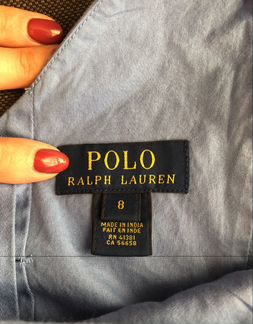 POLO
RALPH LAUREN
8
MADE IN INDIA
FAIT EN INDE
RN 41381
CA 56658